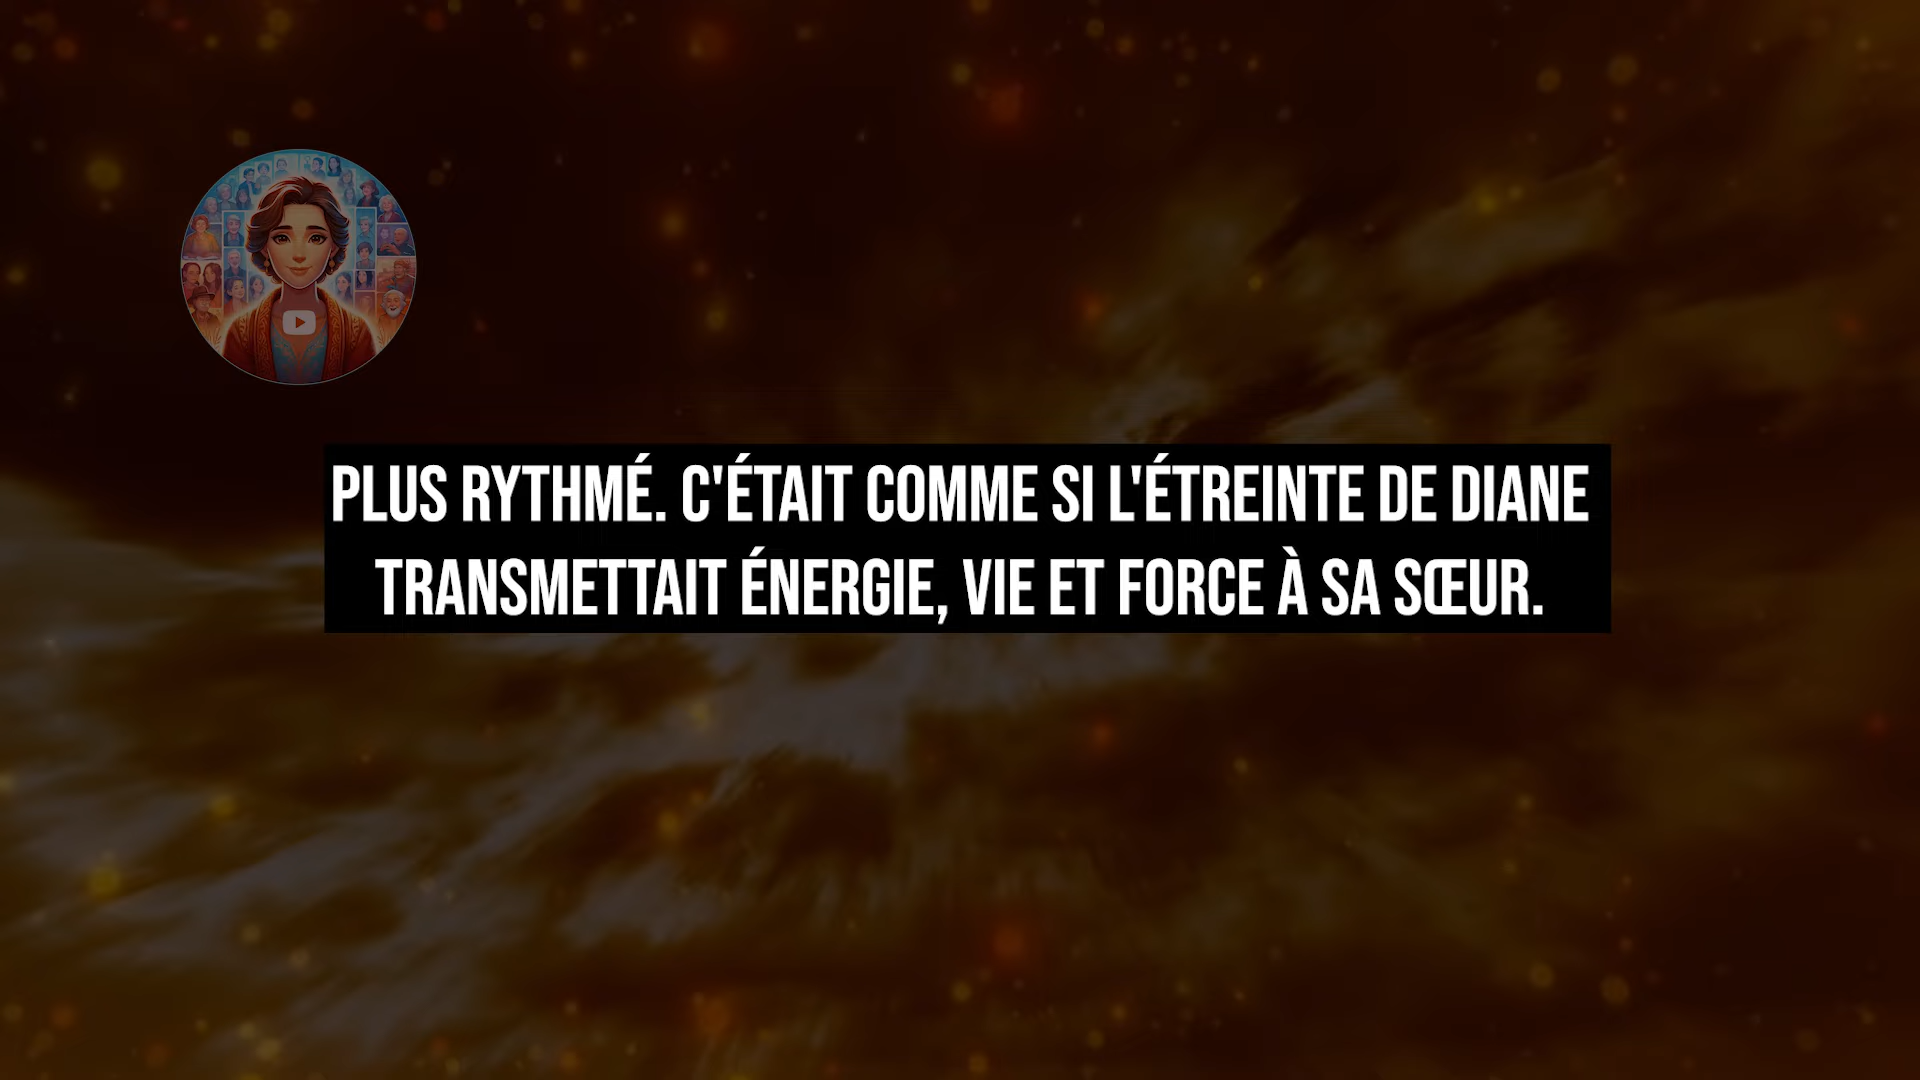 PLUS RYTHMÉ. C'ÉTAIT COMME SI L'ÉTREINTE DE DIANE
TRANSMETTAIT ÉNERGIE, VIE ET FORCE À SA SŒUR.